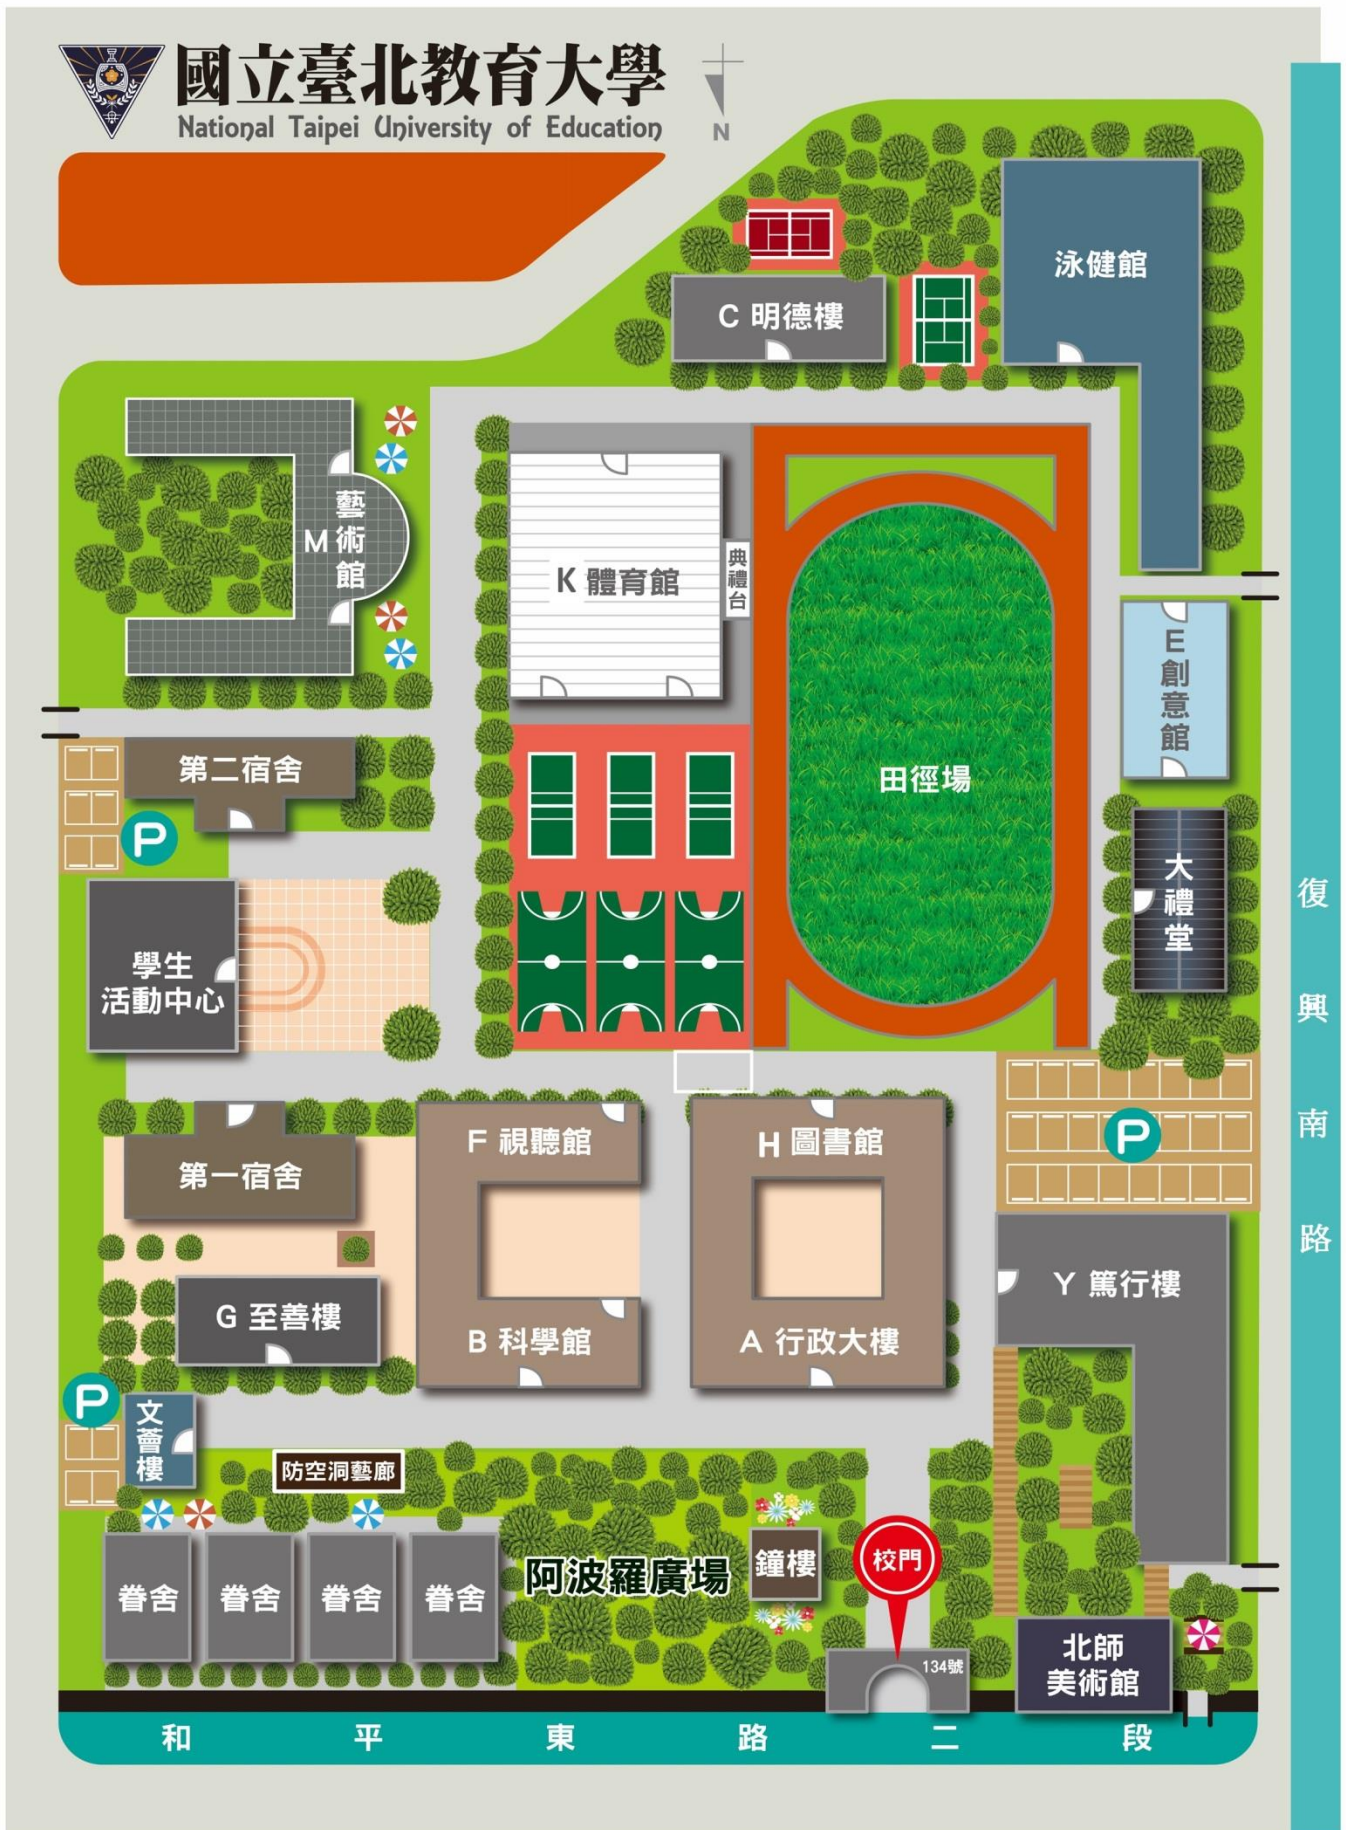 國立臺北教育大學
National Taipei University of Education
N
泳健館
C 明德樓
M 藝術館
K 體育館
典禮台
E 創意館
第二宿舍
P
田徑場
大禮堂
學生
活動中心
復興南路
F 視聽館
H 圖書館
P
第一宿舍
G 至善樓
B 科學館
A 行政大樓
Y 篤行樓
P
文薈樓
防空洞藝廊
阿波羅廣場
鐘樓
校門
眷舍
眷舍
眷舍
眷舍
134號
北師
美術館
和平東路二段